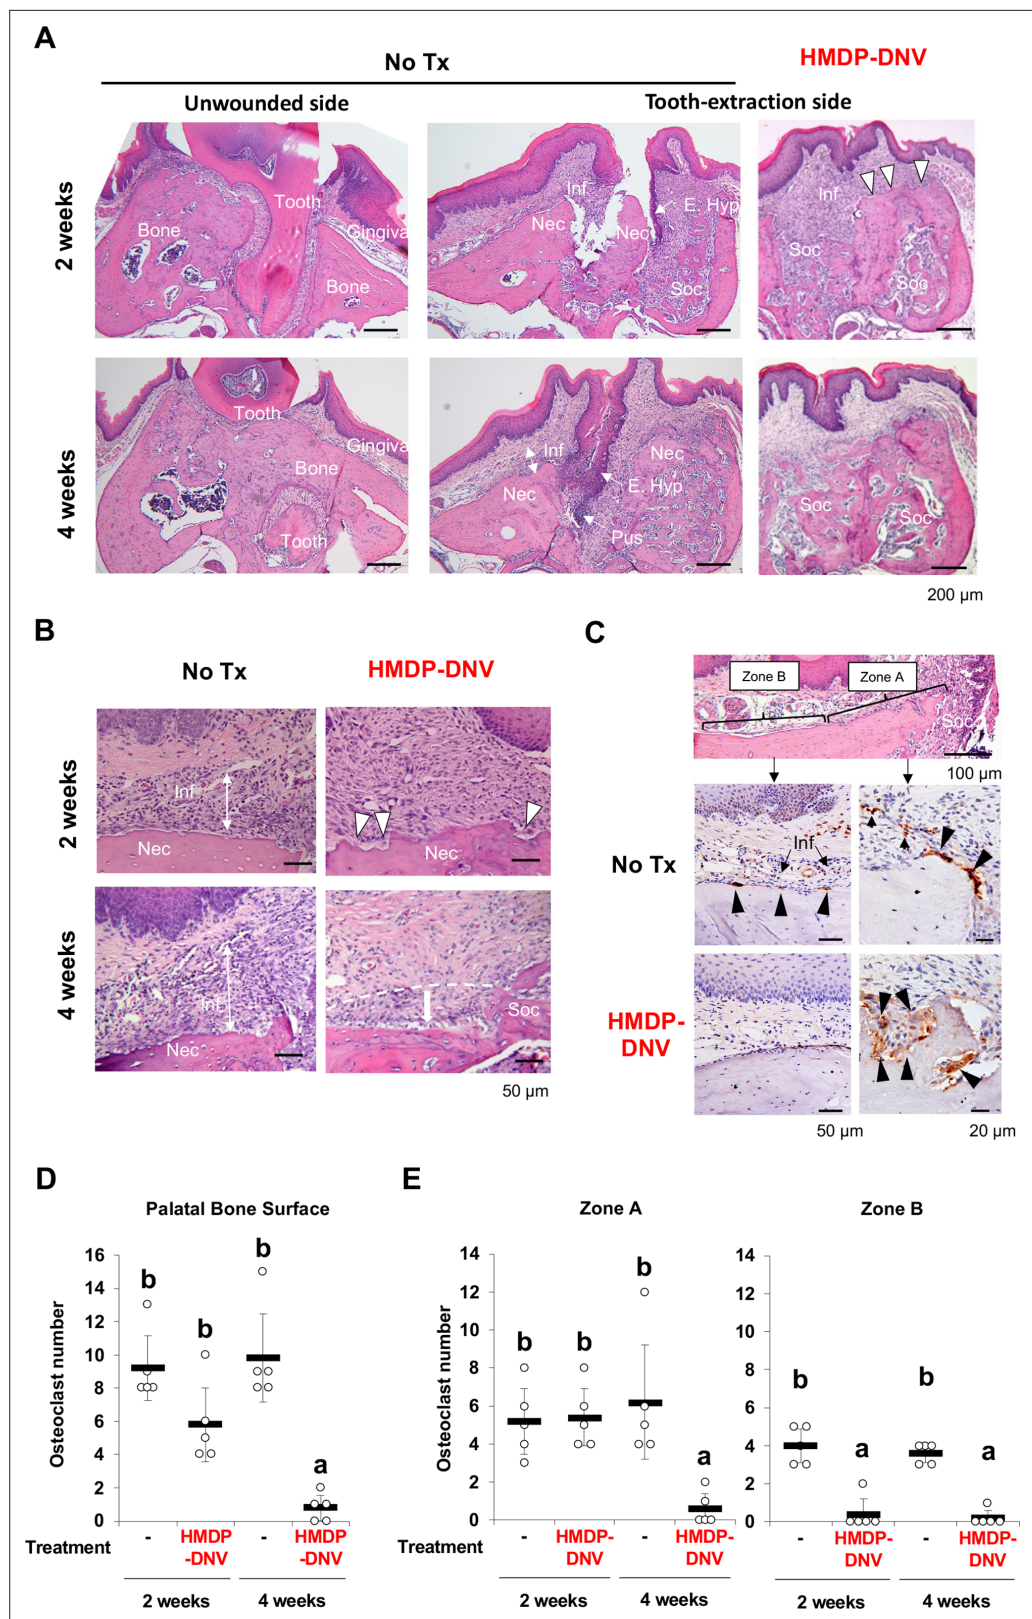 A
No Tx
HMDP-DNV
Unwounded side
Tooth-extraction side
2 weeks
Bone
Tooth
Gingiva
Bone
Inf
Nec
Nec
E. Hyp
Soc
Inf
Soc
Soc
4 weeks
Tooth
Gingiva
Bone
Tooth
Inf
Nec
Nec
E. Hyp
Pus
Soc
Soc
200 µm
B
No Tx
HMDP-DNV
2 weeks
Inf
Nec
Nec
4 weeks
Inf
Nec
Soc
50 µm
C
Zone B
Zone A
Soc
100 µm
No Tx
Inf
HMDP-
DNV
50 µm
20 µm
D
Palatal Bone Surface
Osteoclast number
16
14
12
10
8
6
4
2
0
b
b
b
a
Treatment
-
HMDP
-DNV
-
HMDP
-DNV
2 weeks
4 weeks
E
Zone A
Osteoclast number
14
12
10
8
6
4
2
0
b
b
b
a
-
HMDP-
DNV
-
HMDP-
DNV
2 weeks
4 weeks
Zone B
14
12
10
8
6
4
2
0
b
a
b
a
-
HMDP-
DNV
-
HMDP-
DNV
2 weeks
4 weeks